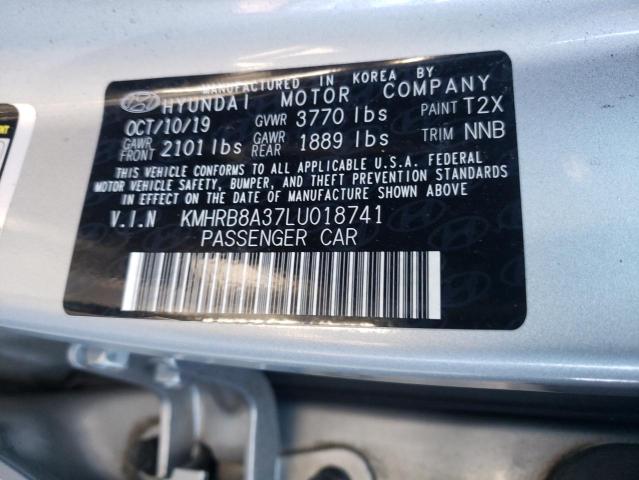 MANUFACTURED IN KOREA BY
HYUNDAI MOTOR COMPANY
OCT/10/19 GVWR 3770 lbs PAINT T2X
GAWR FRONT 2101 lbs GAWR REAR 1889 lbs TRIM NNB
THIS VEHICLE CONFORMS TO ALL APPLICABLE U.S.A. FEDERAL
MOTOR VEHICLE SAFETY, BUMPER, AND THEFT PREVENTION STANDARDS IN
EFFECT ON THE DATE OF MANUFACTURE SHOWN ABOVE.
V.I.N KMHRB8A37LU018741
PASSENGER CAR